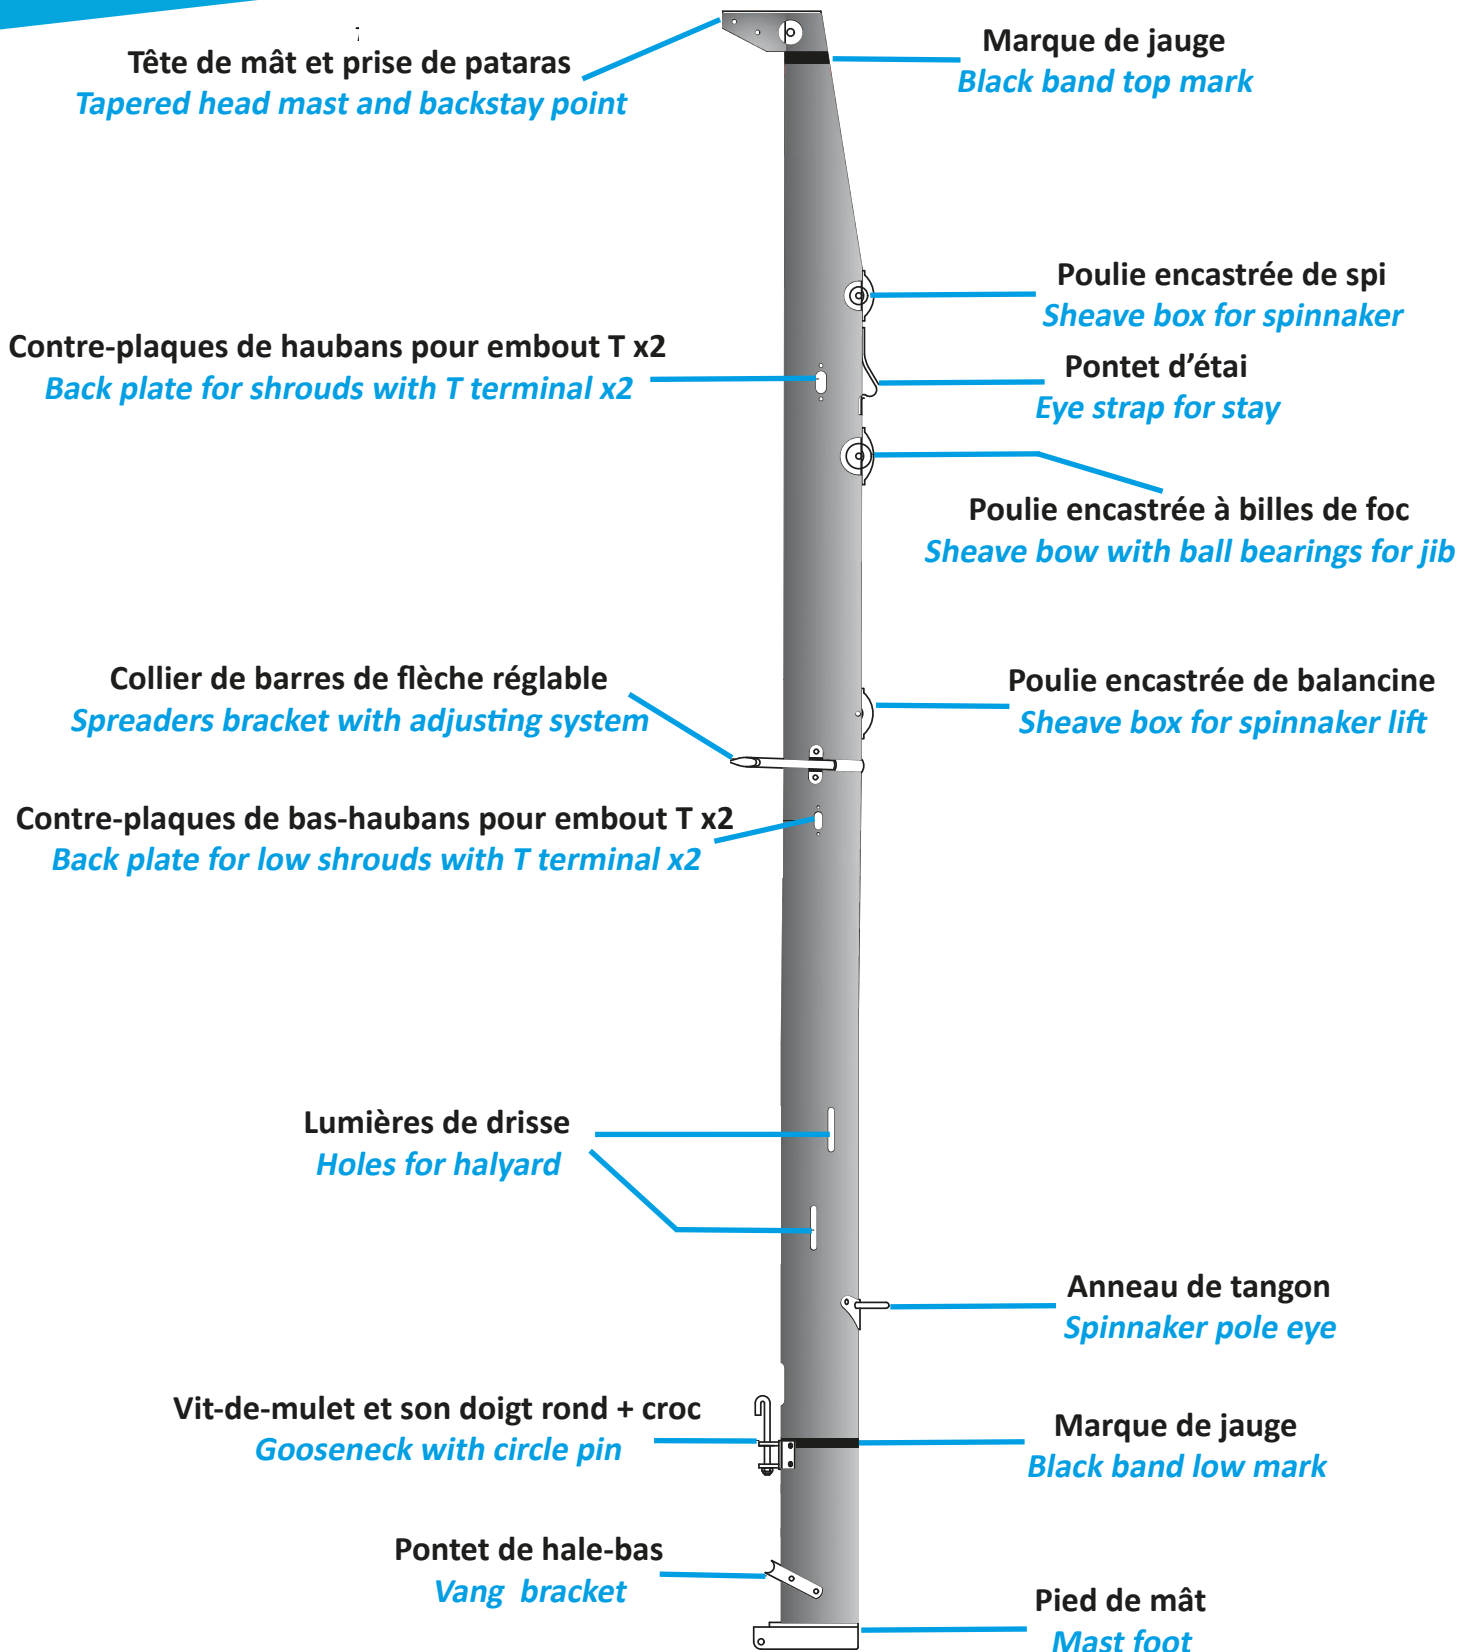 Tête de mât et prise de pataras
Tapered head mast and backstay point
Marque de jauge
Black band top mark
Poulie encastrée de spi
Sheave box for spinnaker
Contre-plaques de haubans pour embout T x2
Back plate for shrouds with T terminal x2
Pontet d’étai
Eye strap for stay
Poulie encastrée à billes de foc
Sheave bow with ball bearings for jib
Collier de barres de flèche réglable
Spreaders bracket with adjusting system
Poulie encastrée de balancine
Sheave box for spinnaker lift
Contre-plaques de bas-haubans pour embout T x2
Back plate for low shrouds with T terminal x2
Lumières de drisse
Holes for halyard
Anneau de tangon
Spinnaker pole eye
Vit-de-mulet et son doigt rond + croc
Gooseneck with circle pin
Marque de jauge
Black band low mark
Pontet de hale-bas
Vang bracket
Pied de mât
Mast foot